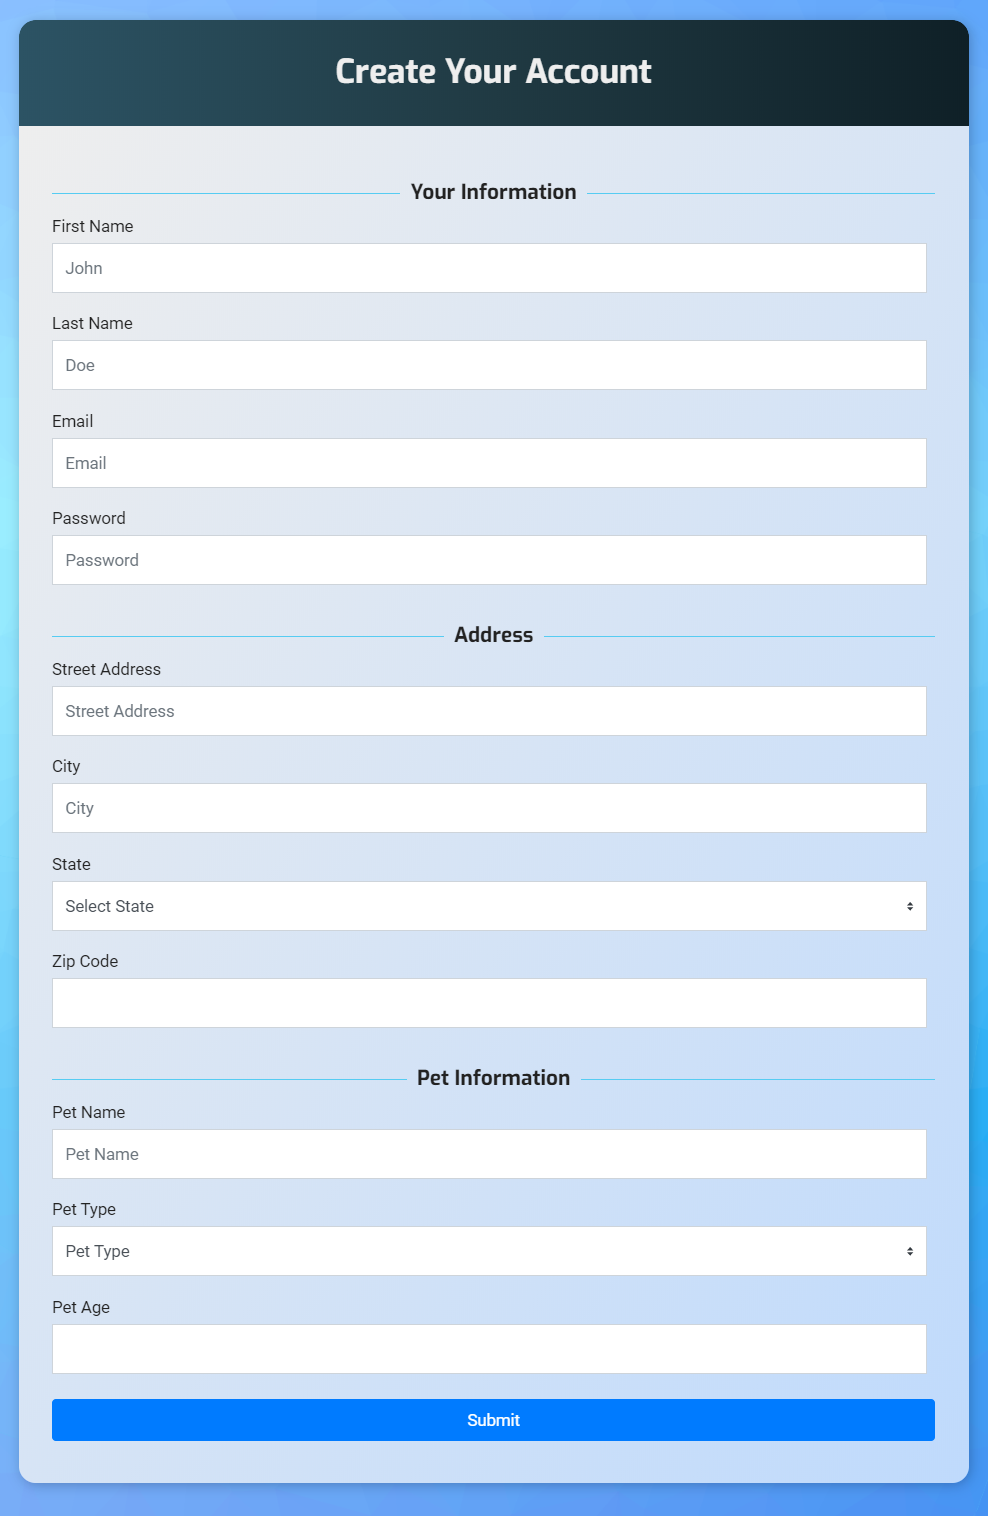 Create Your Account
Your Information
First Name
John
Last Name
Doe
Email
Email
Password
Password
Address
Street Address
Street Address
City
City
State
Select State
Zip Code
Pet Information
Pet Name
Pet Name
Pet Type
Pet Type
Pet Age
Submit